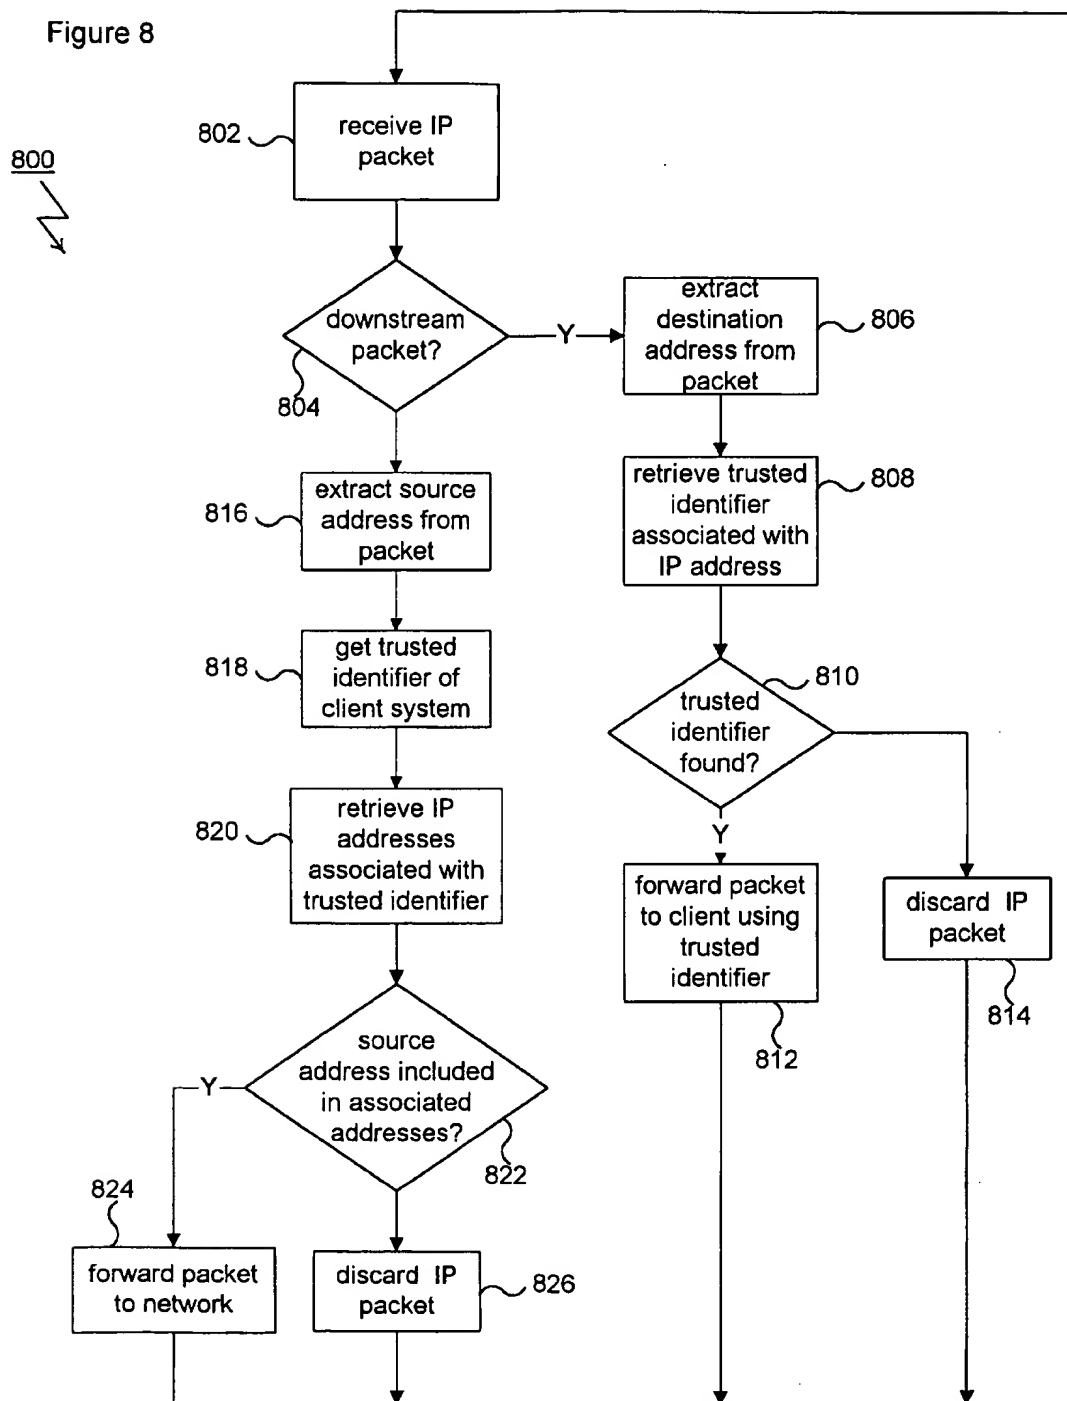 Figure 8
800
802
receive IP
packet
downstream
packet?
804
Y
extract
destination
address from
packet
806
816
extract source
address from
packet
retrieve trusted
identifier
associated with
IP address
808
818
get trusted
identifier of
client system
trusted
identifier
found?
810
820
retrieve IP
addresses
associated with
trusted identifier
Y
forward packet
to client using
trusted
identifier
812
discard IP
packet
814
source
address included
in associated
addresses?
822
Y
824
forward packet
to network
discard IP
packet
826